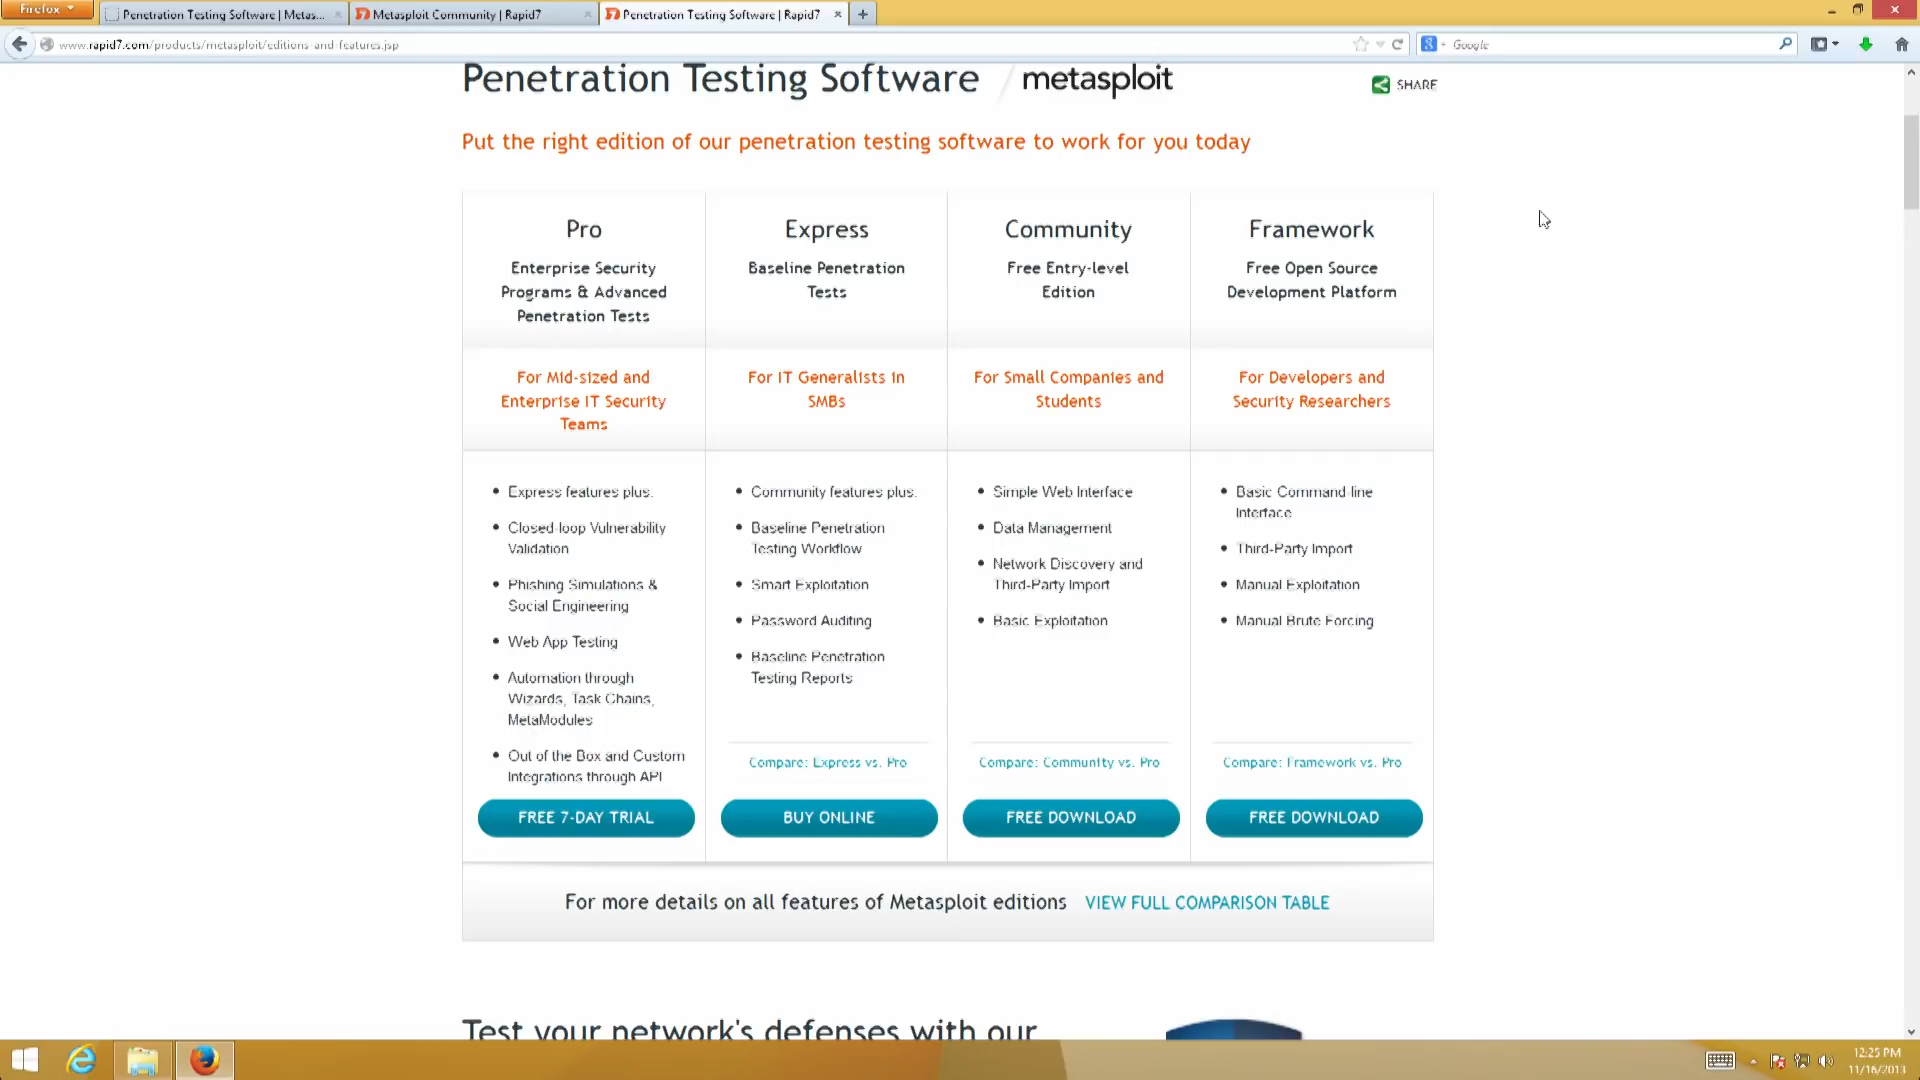 Firefox
Penetration Testing Software | Metas...
Metasploit Community | Rapid7
Penetration Testing Software | Rapid7
www.rapid7.com/products/metasploit/editions-and-features.jsp
Google
Penetration Testing Software / metasploit
SHARE
Put the right edition of our penetration testing software to work for you today
Pro
Enterprise Security
Programs & Advanced
Penetration Tests
For Mid-sized and
Enterprise IT Security
Teams
Express features plus:
Closed-loop Vulnerability
Validation
Phishing Simulations &
Social Engineering
Web App Testing
Automation through
Wizards, Task Chains,
MetaModules
Out of the Box and Custom
Integrations through API
FREE 7-DAY TRIAL
Express
Baseline Penetration
Tests
For IT Generalists in
SMBs
Community features plus:
Baseline Penetration
Testing Workflow
Smart Exploitation
Password Auditing
Baseline Penetration
Testing Reports
Compare: Express vs. Pro
BUY ONLINE
Community
Free Entry-level
Edition
For Small Companies and
Students
Simple Web Interface
Data Management
Network Discovery and
Third-Party Import
Basic Exploitation
Compare: Community vs. Pro
FREE DOWNLOAD
Framework
Free Open Source
Development Platform
For Developers and
Security Researchers
Basic Command-line
Interface
Third-Party Import
Manual Exploitation
Manual Brute Forcing
Compare: Framework vs. Pro
FREE DOWNLOAD
For more details on all features of Metasploit editions VIEW FULL COMPARISON TABLE
Test your network's defenses with our
12:25 PM
11/16/2013